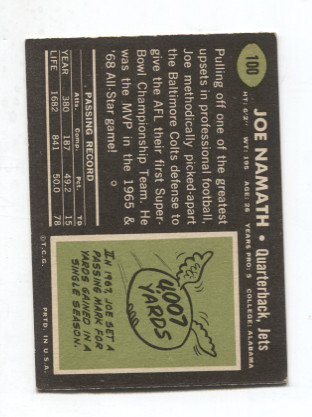 100
JOE NAMATH • Quarterback, Jets
HT: 6'2" WT: 195 AGE: 26 YEARS PRO: 5 COLLEGE: ALABAMA
Pulling off one of the greatest
upsets in professional football,
Joe methodically picked-apart
the Baltimore Colts defense to
give the AFL their first Super-
Bowl Championship Team. He
was the MVP in the 1965 &
'68 All-Star game!
PASSING RECORD
Atts. Comp. Pct. TD
YEAR 380 187 49.2 15
LIFE 1682 841 50.0 78
4,007
YARDS
IN 1967, JOE SET A
PASSING MARK FOR
YARDS GAINED IN A
SINGLE SEASON.
© T.C.G. PRTD. IN U.S.A.